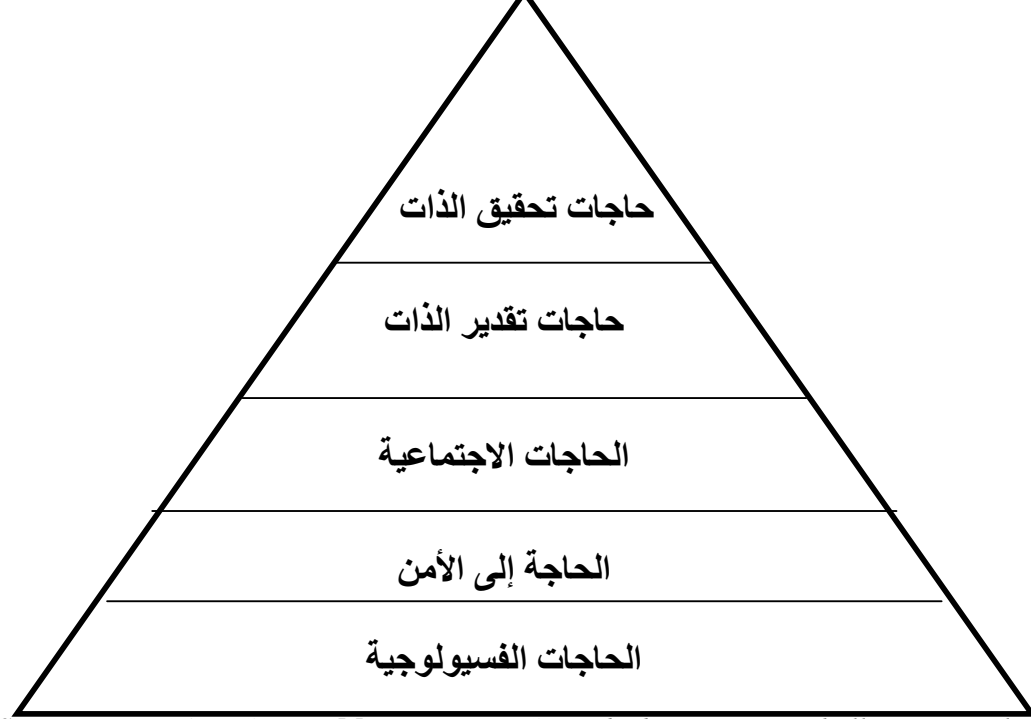 حاجات تحقيق الذات
حاجات تقدير الذات
الحاجات الاجتماعية
الحاجة إلى الأمن
الحاجات الفسيولوجية